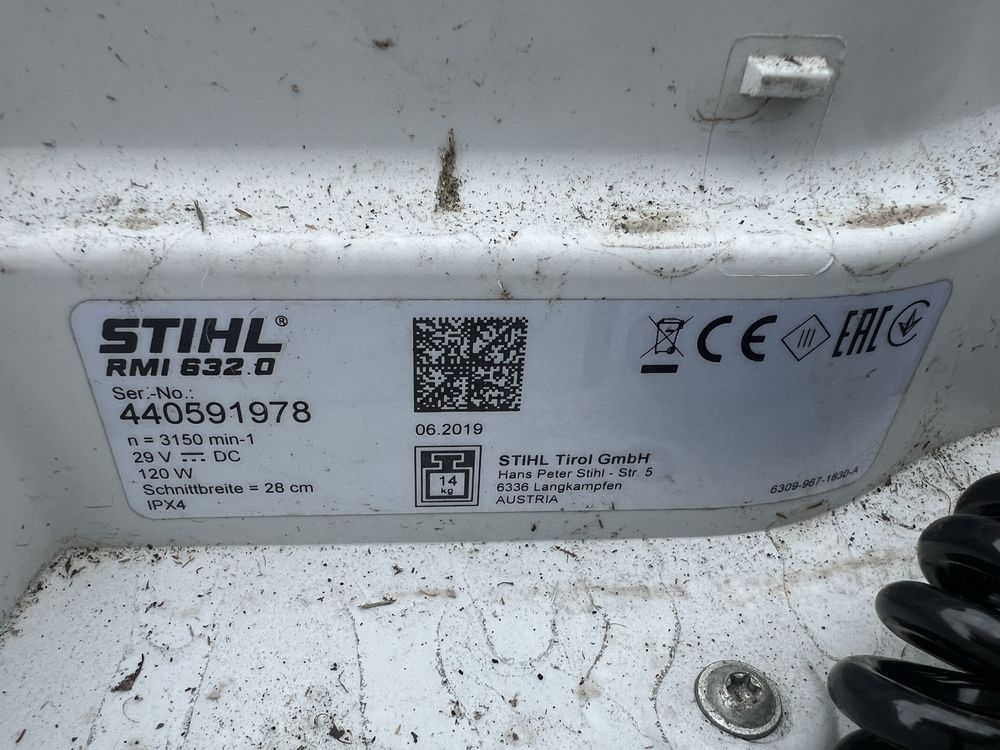 STIHL®
RMI 632.0
Ser.-No.:
440591978
n = 3150 min-1
29 V ⎓ DC
120 W
Schnittbreite = 28 cm
IPX4
06.2019
14
kg
STIHL Tirol GmbH
Hans Peter Stihl - Str. 5
6336 Langkampfen
AUSTRIA
CE
III
EAC
6309-967-1830-A